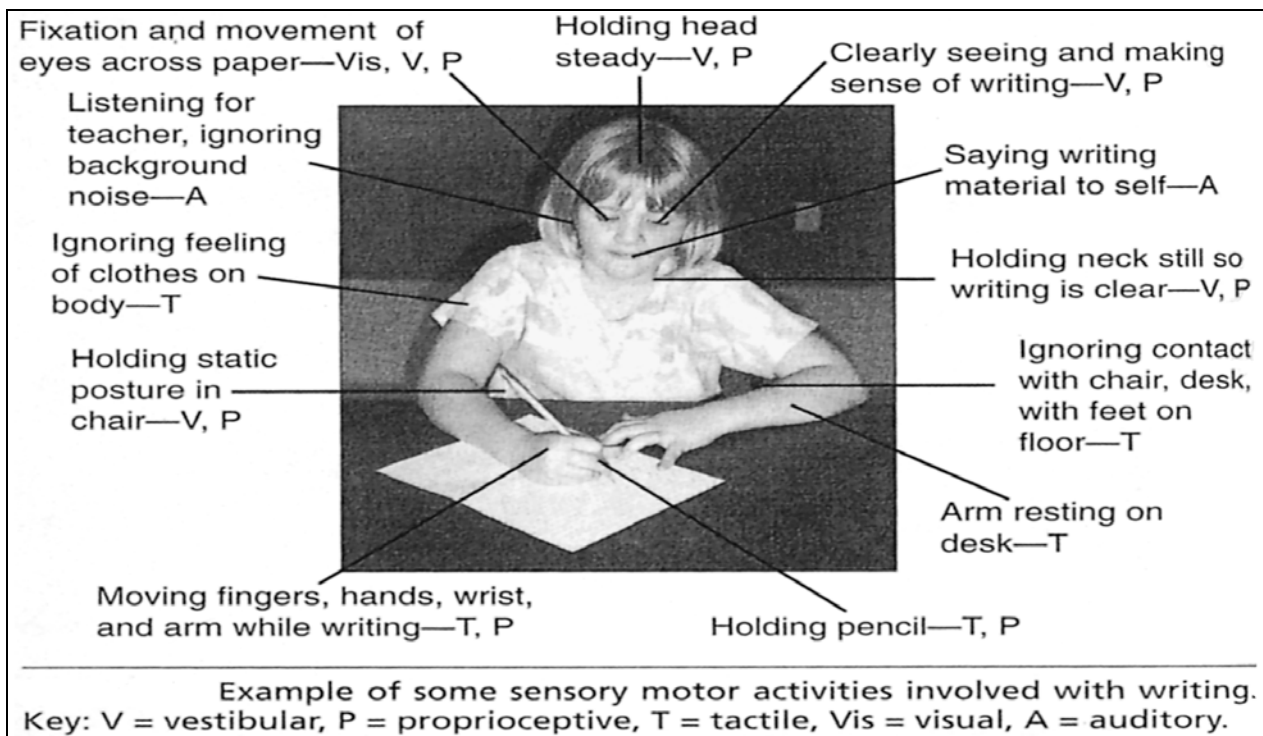 Fixation and movement of
eyes across paper—Vis, V, P
Holding head
steady—V, P
Clearly seeing and making
sense of writing—V, P
Listening for
teacher, ignoring
background
noise—A
Saying writing
material to self—A
Ignoring feeling
of clothes on
body—T
Holding neck still so
writing is clear—V, P
Holding static
posture in
chair—V, P
Ignoring contact
with chair, desk,
with feet on
floor—T
Arm resting on
desk—T
Moving fingers, hands, wrist,
and arm while writing—T, P
Holding pencil—T, P
Example of some sensory motor activities involved with writing.
Key: V = vestibular, P = proprioceptive, T = tactile, Vis = visual, A = auditory.